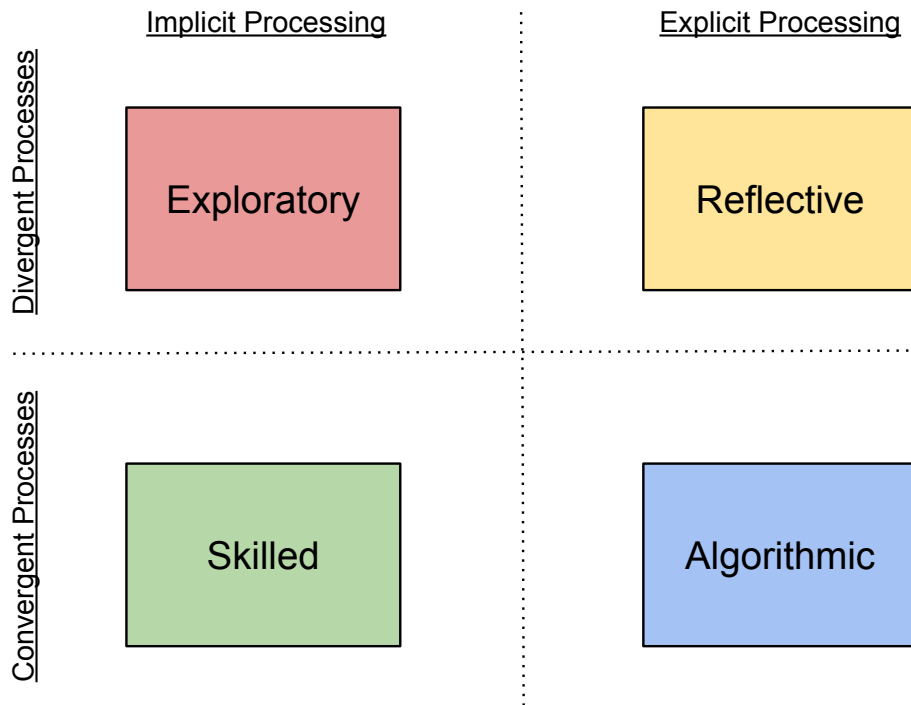 Implicit Processing
Explicit Processing
Divergent Processes
Exploratory
Reflective
Convergent Processes
Skilled
Algorithmic